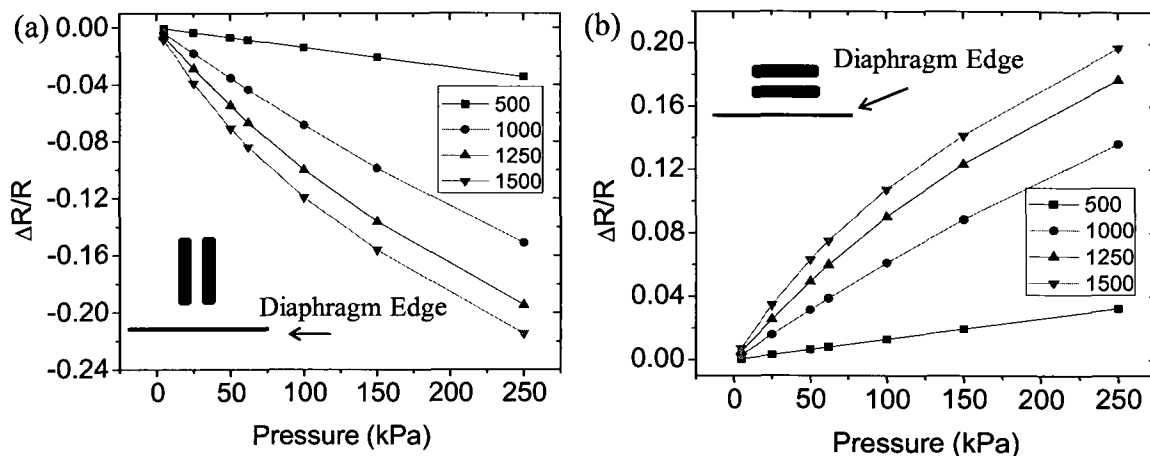 (a)
0.00
-0.04
-0.08
-0.12
-0.16
-0.20
-0.24
ΔR/R
500
1000
1250
1500
Diaphragm Edge
0 50 100 150 200 250
Pressure (kPa)
(b)
0.20
0.16
0.12
0.08
0.04
0.00
ΔR/R
Diaphragm Edge
500
1000
1250
1500
0 50 100 150 200 250
Pressure (kPa)